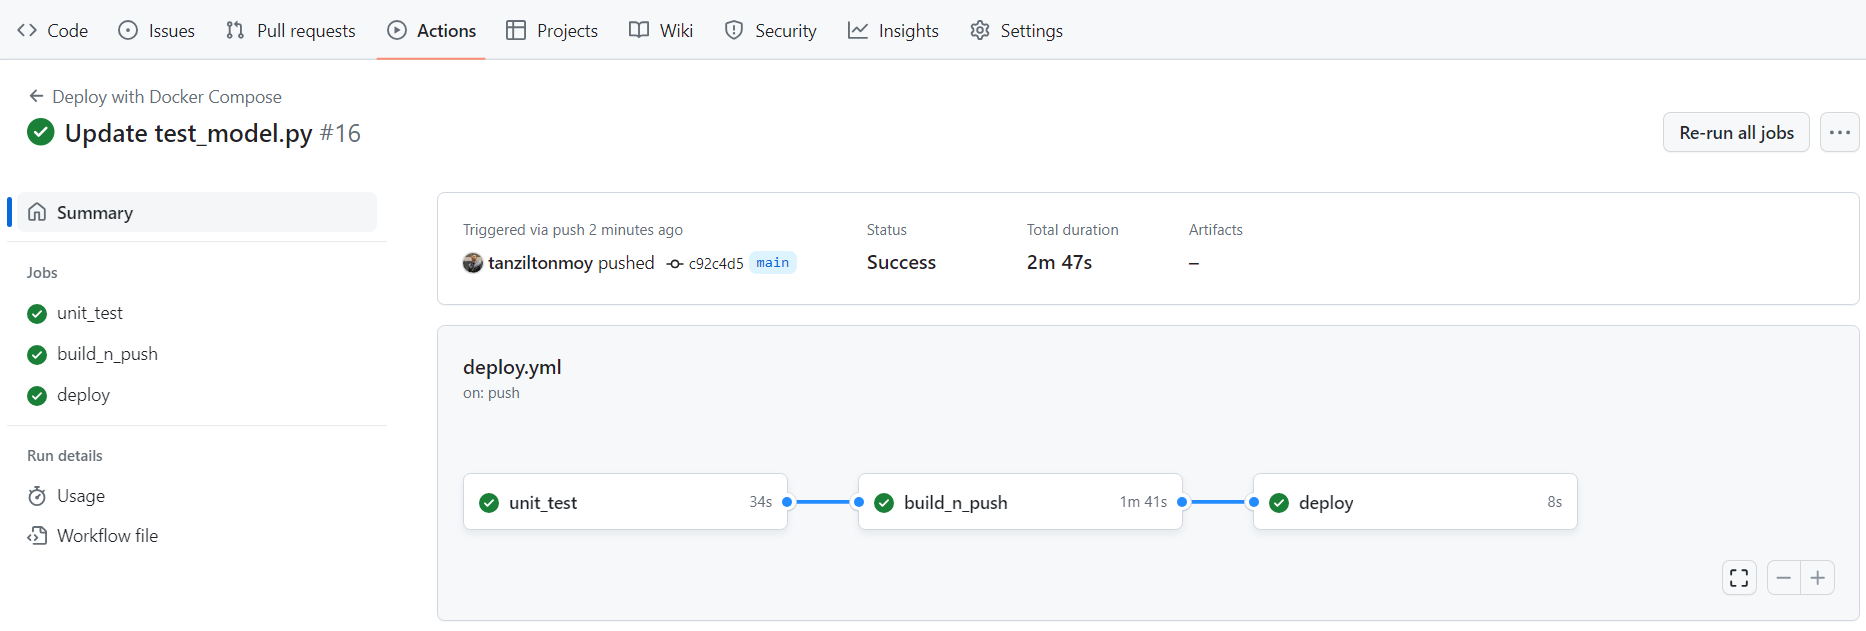 Code Issues Pull requests Actions Projects Wiki Security Insights Settings
Deploy with Docker Compose
Update test_model.py #16
Re-run all jobs
Summary
Jobs
unit_test
build_n_push
deploy
Run details
Usage
Workflow file
Triggered via push 2 minutes ago
tanziltonmoy pushed c92c4d5 main
Status
Success
Total duration
2m 47s
Artifacts
–
deploy.yml
on: push
unit_test 34s
build_n_push 1m 41s
deploy 8s